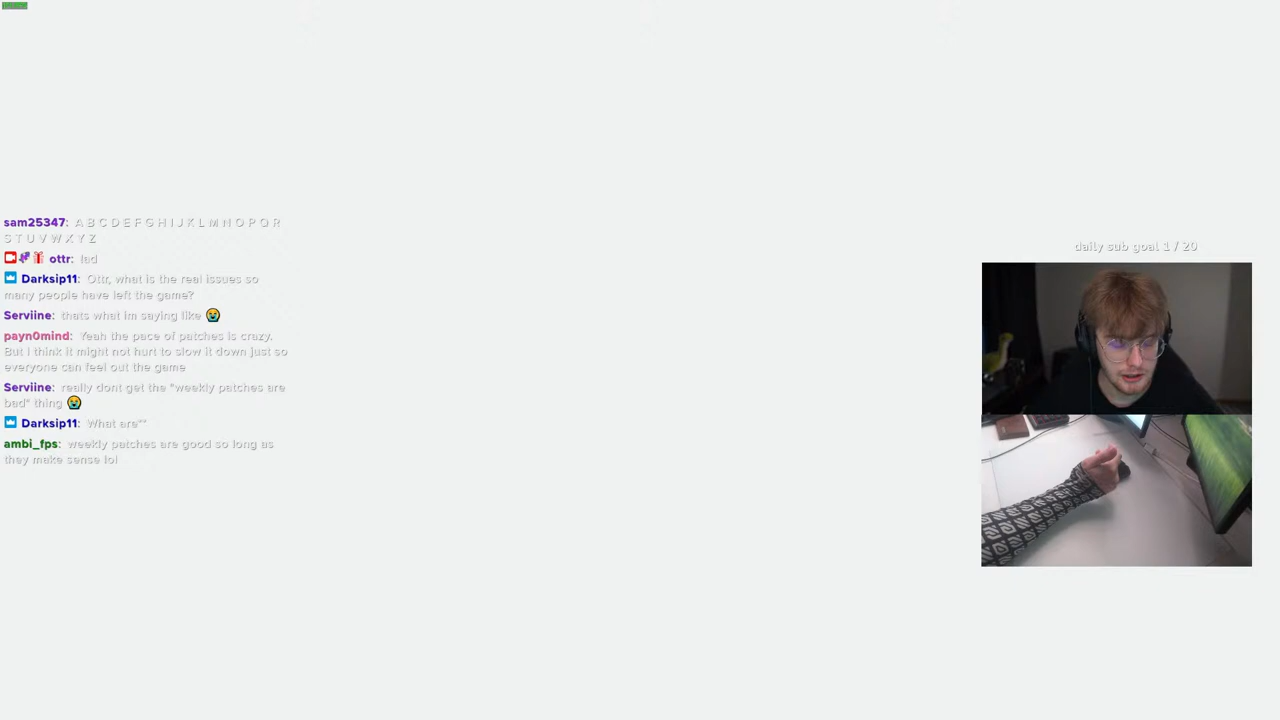 sam25347: A B C D E F G H I J K L M N O P Q R
S T U V W X Y Z
ottr: !ad
Darksip11: Ottr, what is the real issues so
many people have left the game?
Serviine: thats what im saying like
payn0mind: Yeah the pace of patches is crazy.
But i think it might not hurt to slow it down just so
everyone can feel out the game
Serviine: really dont get the "weekly patches are
bad" thing
Darksip11: What are**
ambi_fps: weekly patches are good so long as
they make sense lol
daily sub goal 1 / 20